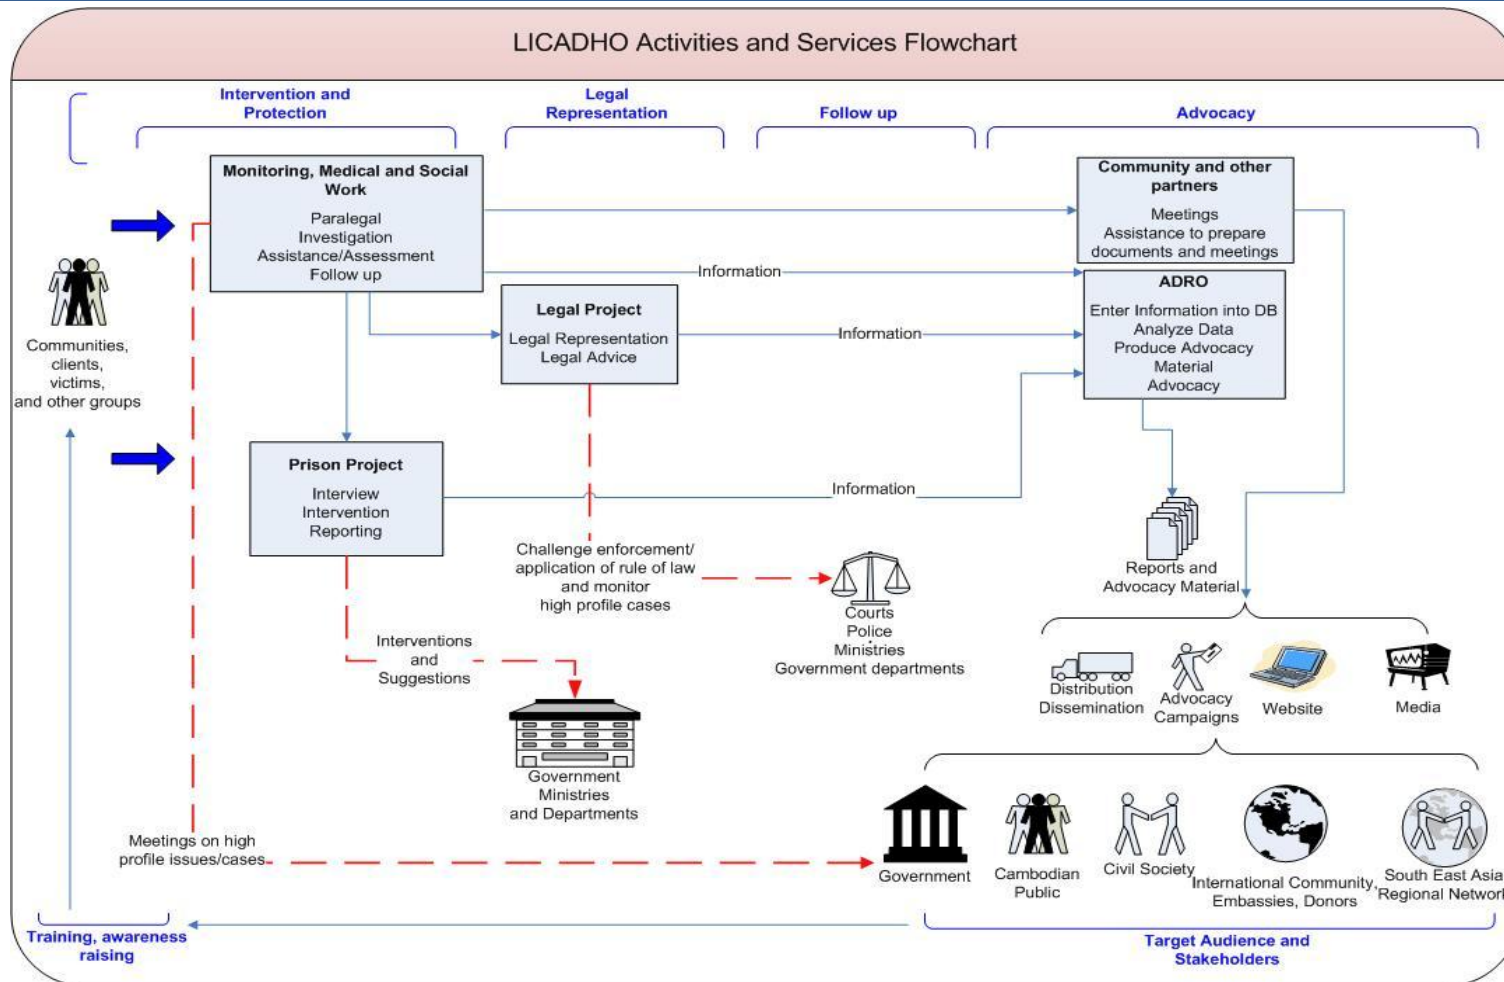 LICADHO Activities and Services Flowchart
Intervention and
Protection
Legal
Representation
Follow up
Advocacy
Monitoring, Medical and Social
Work
Paralegal
Investigation
Assistance/Assessment
Follow up
Community and other
partners
Meetings
Assistance to prepare
documents and meetings
Information
ADRO
Enter Information into DB
Analyze Data
Produce Advocacy
Material
Advocacy
Legal Project
Legal Representation
Legal Advice
Information
Communities,
clients,
victims,
and other groups
Prison Project
Interview
Intervention
Reporting
Information
Challenge enforcement/
application of rule of law
and monitor
high profile cases
Reports and
Advocacy Material
Courts
Police
Ministries
Government departments
Interventions
and
Suggestions
Distribution
Dissemination
Advocacy
Campaigns
Website
Media
Government
Ministries
and Departments
Meetings on high
profile issues/cases
Government
Cambodian
Public
Civil Society
International Community,
Embassies, Donors
South East Asia
Regional Network
Training, awareness
raising
Target Audience and
Stakeholders